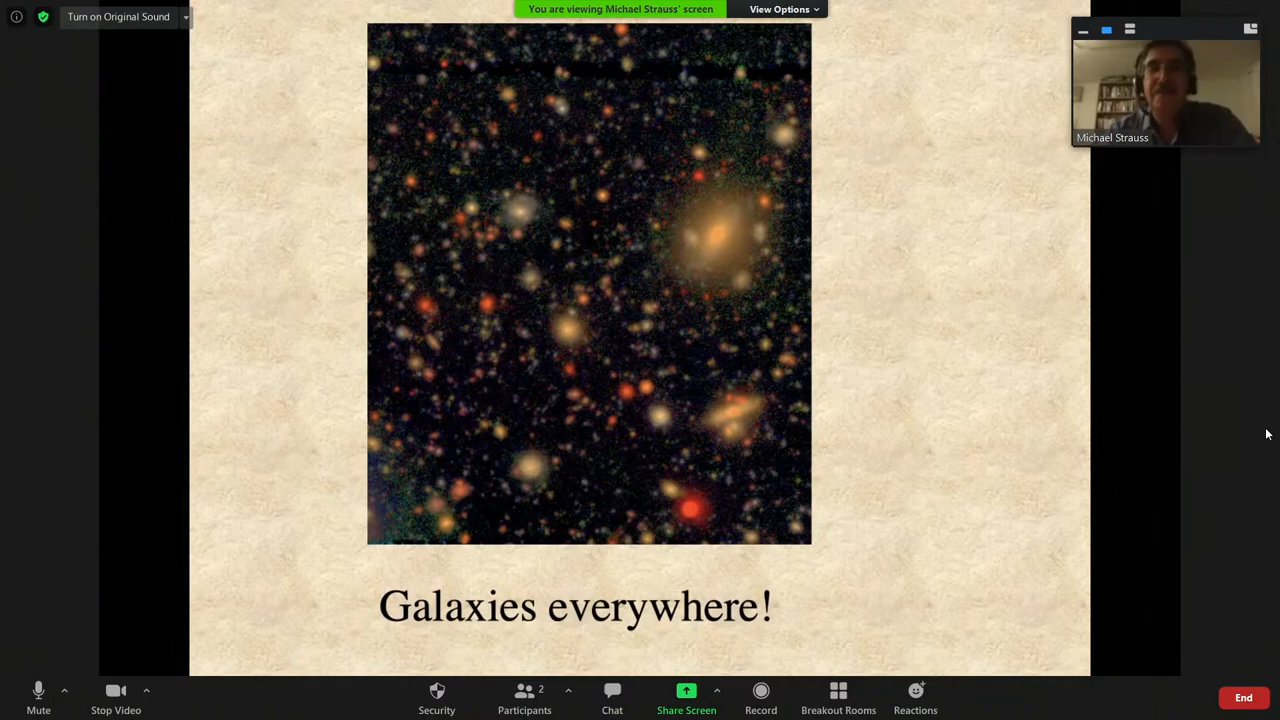 Turn on Original Sound
You are viewing Michael Strauss' screen
View Options
Michael Strauss
Galaxies everywhere!
Mute
Stop Video
Security
Participants
2
Chat
Share Screen
Record
Breakout Rooms
Reactions
End